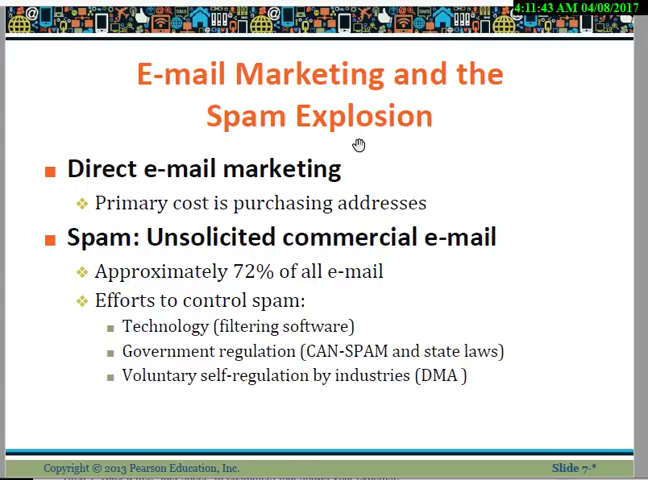 4:11:43 AM 04/08/2017
E-mail Marketing and the
Spam Explosion
Direct e-mail marketing
Primary cost is purchasing addresses
Spam: Unsolicited commercial e-mail
Approximately 72% of all e-mail
Efforts to control spam:
Technology (filtering software)
Government regulation (CAN-SPAM and state laws)
Voluntary self-regulation by industries (DMA )
Copyright © 2013 Pearson Education, Inc.
Slide 7-*